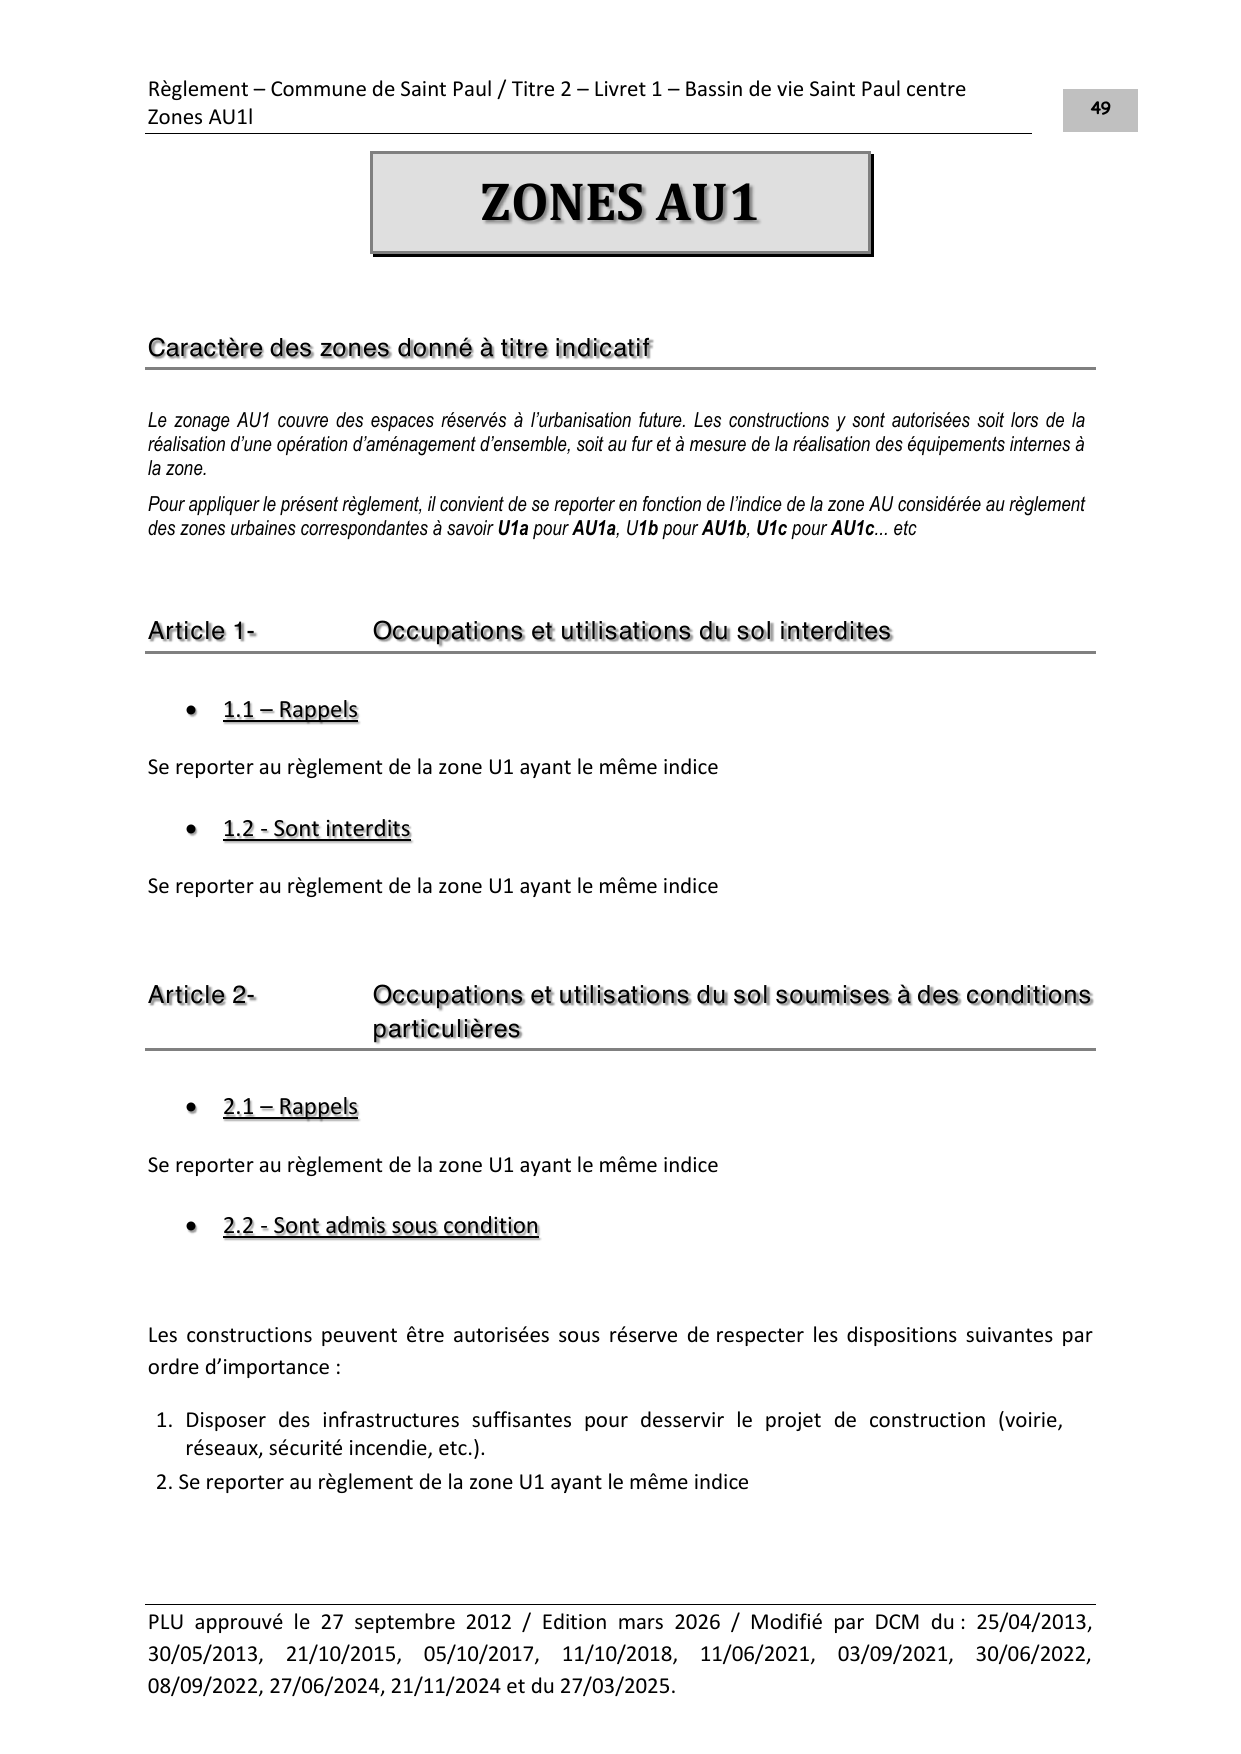 Règlement – Commune de Saint Paul / Titre 2 – Livret 1 – Bassin de vie Saint Paul centre
Zones AU1l
49
ZONES AU1
Caractère des zones donné à titre indicatif
Le zonage AU1 couvre des espaces réservés à l’urbanisation future. Les constructions y sont autorisées soit lors de la
réalisation d’une opération d’aménagement d’ensemble, soit au fur et à mesure de la réalisation des équipements internes à
la zone.
Pour appliquer le présent règlement, il convient de se reporter en fonction de l’indice de la zone AU considérée au règlement
des zones urbaines correspondantes à savoir U1a pour AU1a, U1b pour AU1b, U1c pour AU1c... etc
Article 1- Occupations et utilisations du sol interdites
• 1.1 – Rappels
Se reporter au règlement de la zone U1 ayant le même indice
• 1.2 - Sont interdits
Se reporter au règlement de la zone U1 ayant le même indice
Article 2- Occupations et utilisations du sol soumises à des conditions
particulières
• 2.1 – Rappels
Se reporter au règlement de la zone U1 ayant le même indice
• 2.2 - Sont admis sous condition
Les constructions peuvent être autorisées sous réserve de respecter les dispositions suivantes par
ordre d’importance :
1. Disposer des infrastructures suffisantes pour desservir le projet de construction (voirie,
réseaux, sécurité incendie, etc.).
2. Se reporter au règlement de la zone U1 ayant le même indice
PLU approuvé le 27 septembre 2012 / Edition mars 2026 / Modifié par DCM du : 25/04/2013,
30/05/2013, 21/10/2015, 05/10/2017, 11/10/2018, 11/06/2021, 03/09/2021, 30/06/2022,
08/09/2022, 27/06/2024, 21/11/2024 et du 27/03/2025.